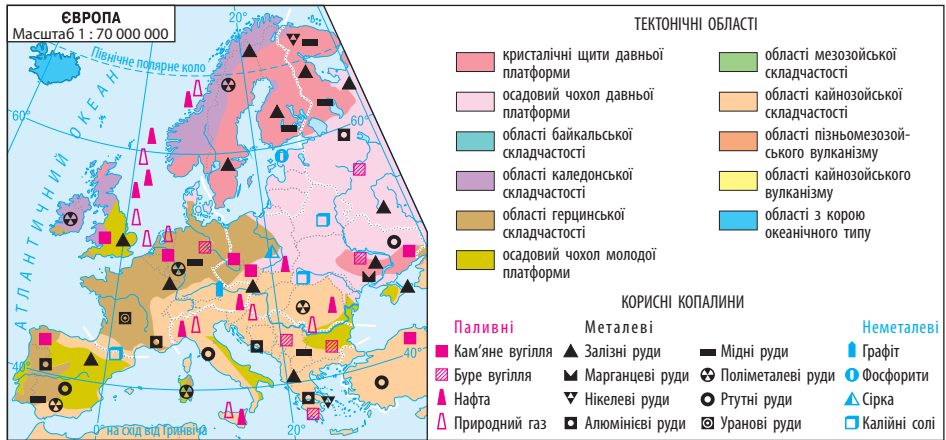 ЄВРОПА
Масштаб 1 : 70 000 000
20°
Північне полярне коло
60°
60°
АТЛАНТИЧНИЙ ОКЕАН
40°
40°
0° на схід від Гринвіча
20°
ТЕКТОНІЧНІ ОБЛАСТІ
кристалічні щити давньої
платформи
осадовий чохол давньої
платформи
області байкальської
складчастості
області каледонської
складчастості
області герцинської
складчастості
осадовий чохол молодої
платформи
області мезозойської
складчастості
області кайнозойської
складчастості
області пізньомезозой-
ського вулканізму
області кайнозойського
вулканізму
області з корою
океанічного типу
КОРИСНІ КОПАЛИНИ
Паливні
Кам'яне вугілля
Буре вугілля
Нафта
Природний газ
Металеві
Залізні руди
Марганцеві руди
Нікелеві руди
Алюмінієві руди
Мідні руди
Поліметалеві руди
Ртутні руди
Уранові руди
Неметалеві
Графіт
Фосфорити
Сірка
Калійні солі